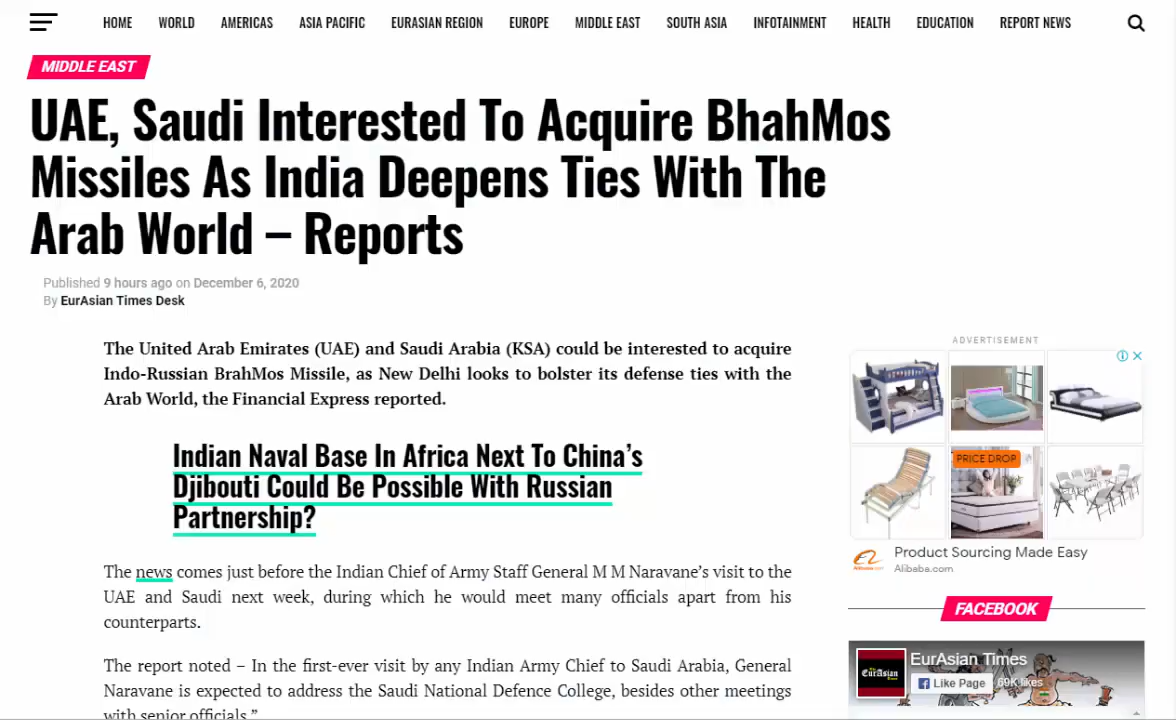 HOME WORLD AMERICAS ASIA PACIFIC EURASIAN REGION EUROPE MIDDLE EAST SOUTH ASIA INFOTAINMENT HEALTH EDUCATION REPORT NEWS
MIDDLE EAST
UAE, Saudi Interested To Acquire BhahMos
Missiles As India Deepens Ties With The
Arab World – Reports
Published 9 hours ago on December 6, 2020
By EurAsian Times Desk
The United Arab Emirates (UAE) and Saudi Arabia (KSA) could be interested to acquire
Indo-Russian BrahMos Missile, as New Delhi looks to bolster its defense ties with the
Arab World, the Financial Express reported.
Indian Naval Base In Africa Next To China’s
Djibouti Could Be Possible With Russian
Partnership?
The news comes just before the Indian Chief of Army Staff General M M Naravane’s visit to the
UAE and Saudi next week, during which he would meet many officials apart from his
counterparts.
The report noted – In the first-ever visit by any Indian Army Chief to Saudi Arabia, General
Naravane is expected to address the Saudi National Defence College, besides other meetings
with senior officials.”
ADVERTISEMENT
PRICE DROP
Product Sourcing Made Easy
Alibaba.com
FACEBOOK
EurAsian Times
The EurAsian Times
Like Page 69K likes